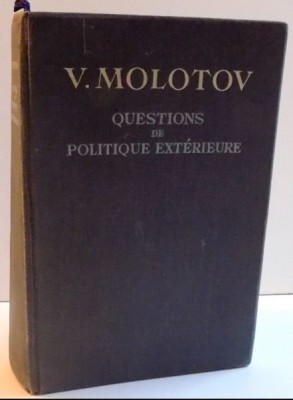 V. MOLOTOV
QUESTIONS
DE
POLITIQUE EXTÉRIEURE